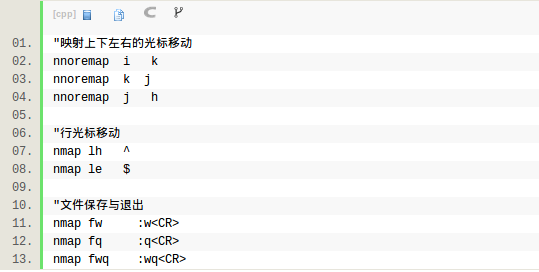 [cpp]
01. "映射上下左右的光标移动
02. nnoremap  i   k
03. nnoremap  k  j
04. nnoremap  j   h
05.
06. "行光标移动
07. nmap lh   ^
08. nmap le   $
09.
10. "文件保存与退出
11. nmap fw     :w<CR>
12. nmap fq     :q<CR>
13. nmap fwq    :wq<CR>